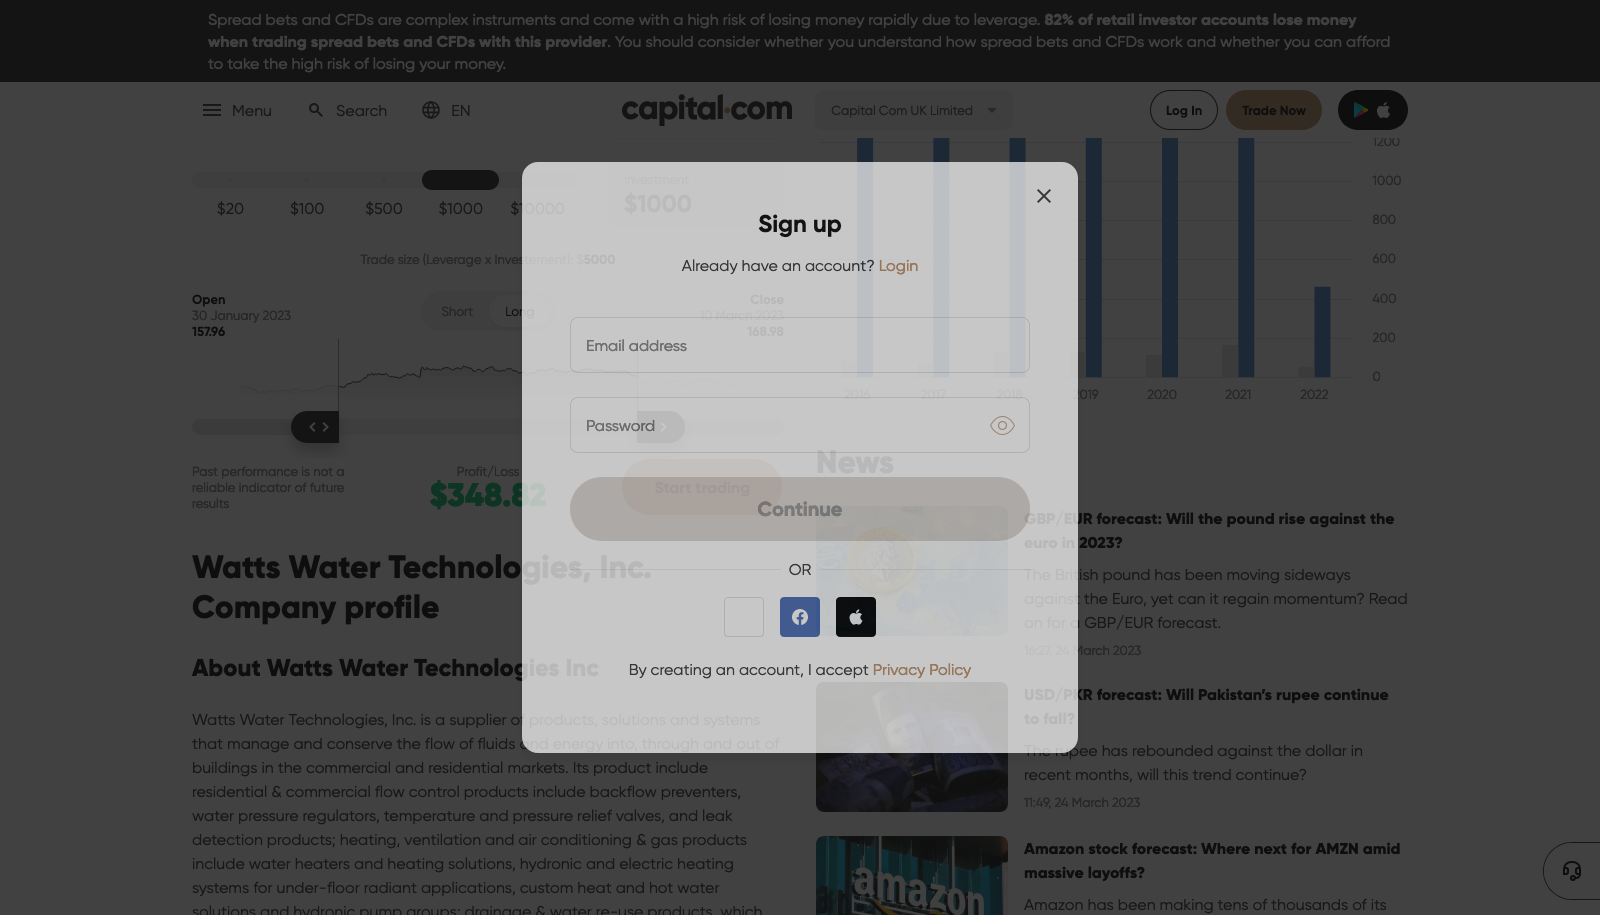 Spread bets and CFDs are complex instruments and come with a high risk of losing money rapidly due to leverage. 82% of retail investor accounts lose money
when trading spread bets and CFDs with this provider. You should consider whether you understand how spread bets and CFDs work and whether you can afford
to take the high risk of losing your money.
Menu
Search
EN
capital.com
Capital Com UK Limited
Log In
Trade Now
$20
$100
$500
$1000
$10000
Investment
$1000
Trade size (Leverage x Investement): $5000
Open
30 January 2023
157.96
Short
Long
Close
10 March 2023
168.98
Past performance is not a
reliable indicator of future
results
Profit/Loss
$348.82
Start trading
Watts Water Technologies, Inc.
Company profile
About Watts Water Technologies Inc
Watts Water Technologies, Inc. is a supplier of products, solutions and systems
that manage and conserve the flow of fluids and energy into, through and out of
buildings in the commercial and residential markets. Its product include
residential & commercial flow control products include backflow preventers,
water pressure regulators, temperature and pressure relief valves, and leak
detection products; heating, ventilation and air conditioning & gas products
include water heaters and heating solutions, hydronic and electric heating
systems for under-floor radiant applications, custom heat and hot water
solutions and hydronic pump groups; drainage & water re-use products, which
Sign up
Already have an account? Login
Email address
Password
Continue
OR
By creating an account, I accept Privacy Policy
1200
1000
800
600
400
200
0
2016
2017
2018
2019
2020
2021
2022
News
GBP/EUR forecast: Will the pound rise against the
euro in 2023?
The British pound has been moving sideways
against the Euro, yet can it regain momentum? Read
on for a GBP/EUR forecast.
16:27, 24 March 2023
USD/PKR forecast: Will Pakistan's rupee continue
to fall?
The rupee has rebounded against the dollar in
recent months, will this trend continue?
11:49, 24 March 2023
amazon
Amazon stock forecast: Where next for AMZN amid
massive layoffs?
Amazon has been making tens of thousands of its